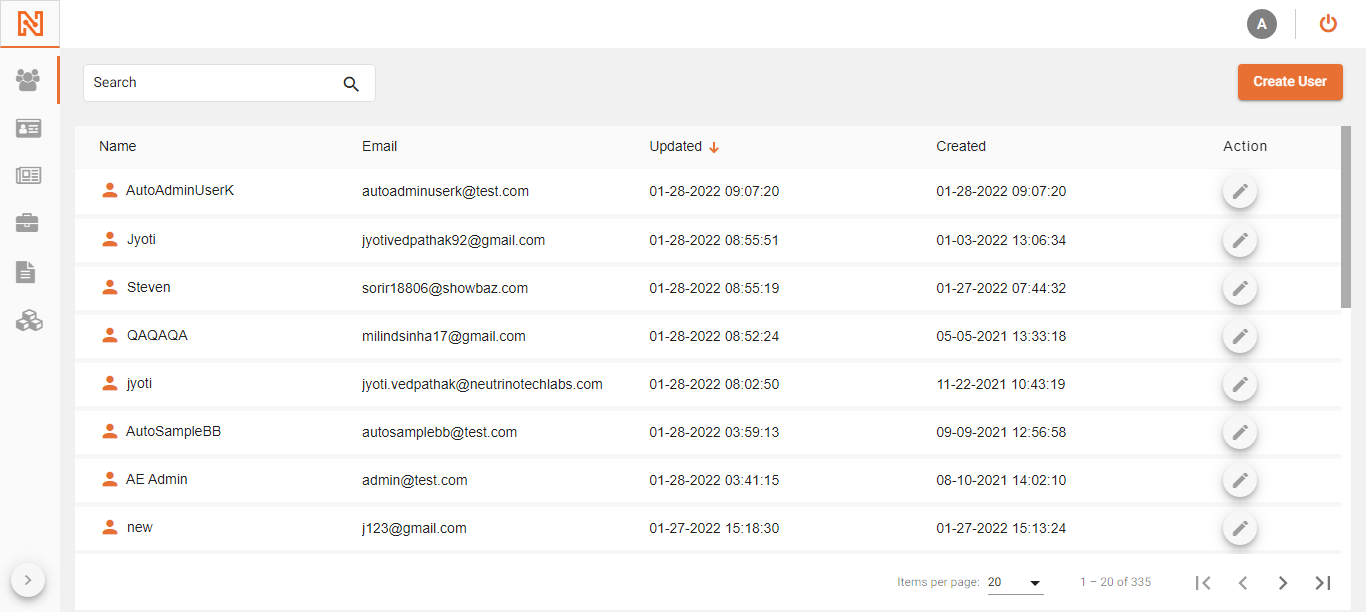 A
Search
Create User
Name Email Updated Created Action
AutoAdminUserK autoadminuserk@test.com 01-28-2022 09:07:20 01-28-2022 09:07:20
Jyoti jyotivedpathak92@gmail.com 01-28-2022 08:55:51 01-03-2022 13:06:34
Steven sorir18806@showbaz.com 01-28-2022 08:55:19 01-27-2022 07:44:32
QAQAQA milindsinha17@gmail.com 01-28-2022 08:52:24 05-05-2021 13:33:18
jyoti jyoti.vedpathak@neutrinotechlabs.com 01-28-2022 08:02:50 11-22-2021 10:43:19
AutoSampleBB autosamplebb@test.com 01-28-2022 03:59:13 09-09-2021 12:56:58
AE Admin admin@test.com 01-28-2022 03:41:15 08-10-2021 14:02:10
new j123@gmail.com 01-27-2022 15:18:30 01-27-2022 15:13:24
Items per page: 20 1 – 20 of 335